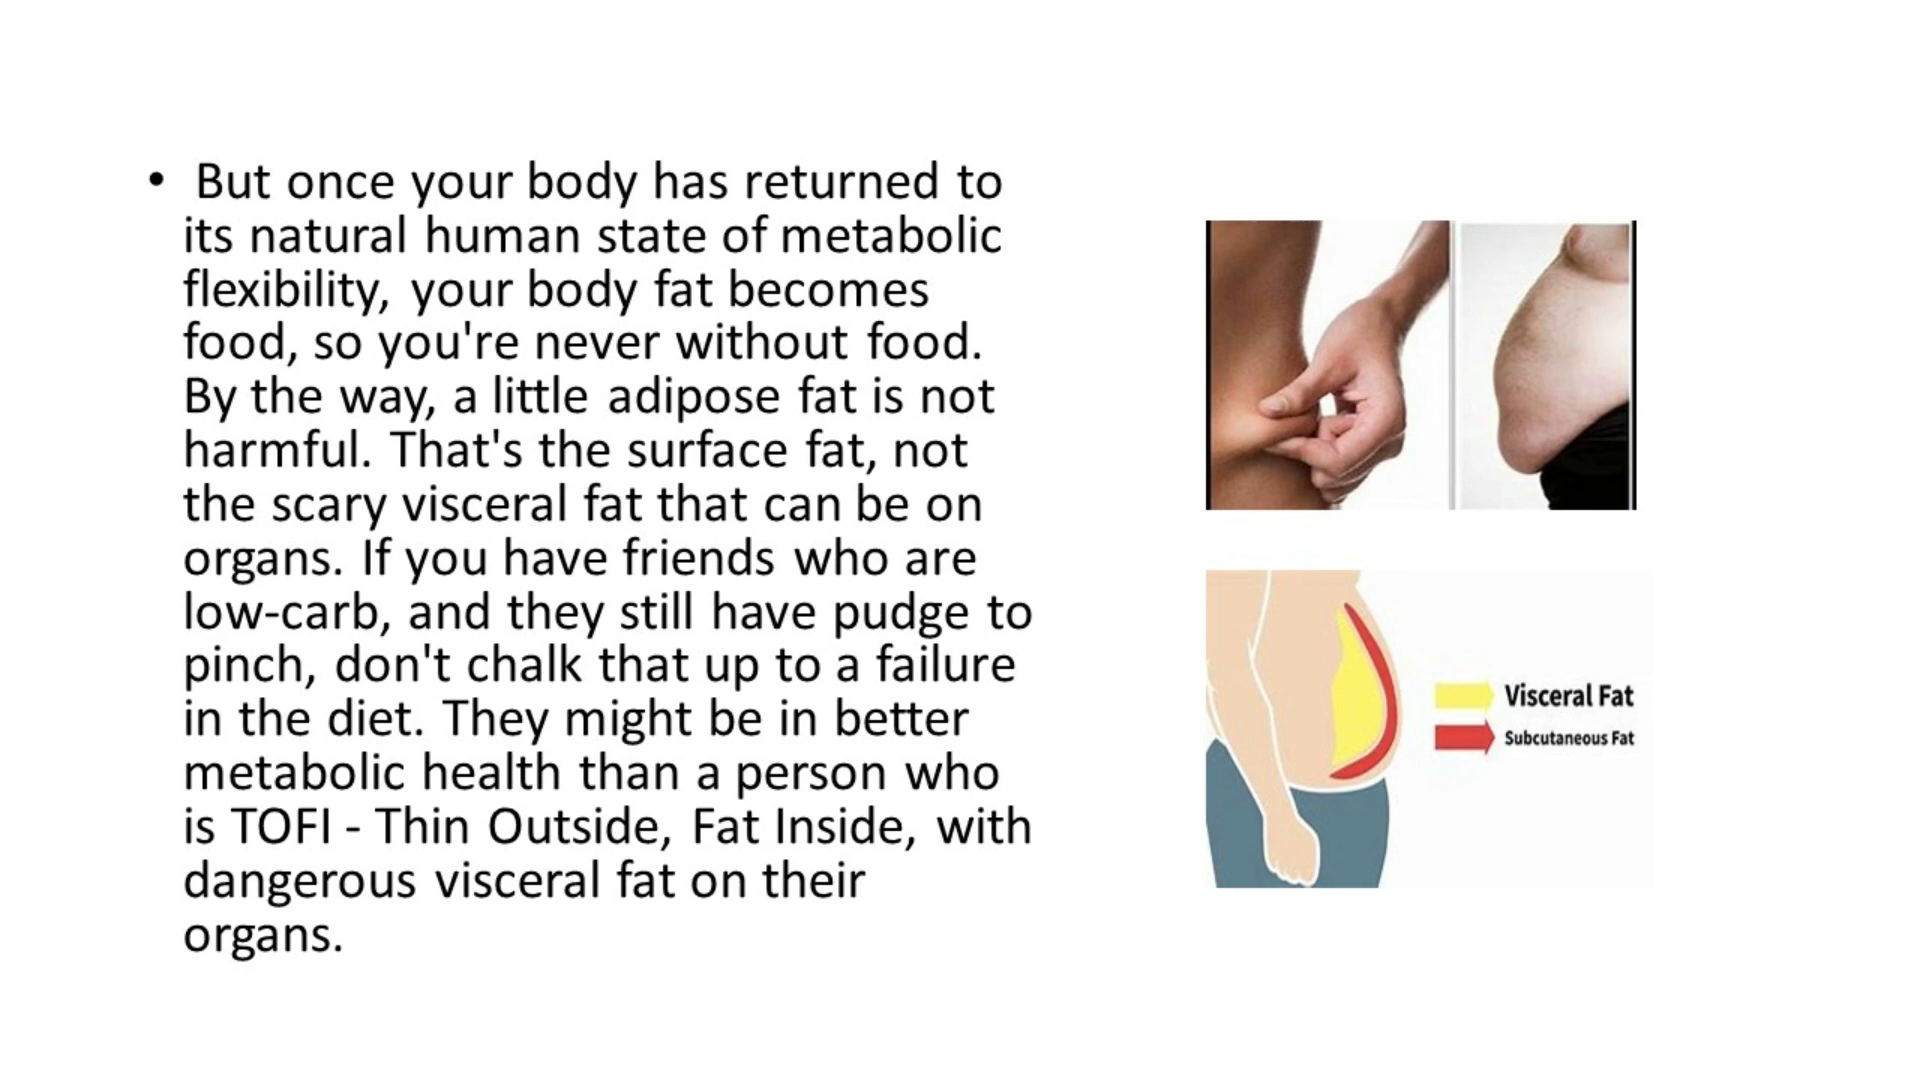 • But once your body has returned to
its natural human state of metabolic
flexibility, your body fat becomes
food, so you're never without food.
By the way, a little adipose fat is not
harmful. That's the surface fat, not
the scary visceral fat that can be on
organs. If you have friends who are
low-carb, and they still have pudge to
pinch, don't chalk that up to a failure
in the diet. They might be in better
metabolic health than a person who
is TOFI - Thin Outside, Fat Inside, with
dangerous visceral fat on their
organs.
Visceral Fat
Subcutaneous Fat